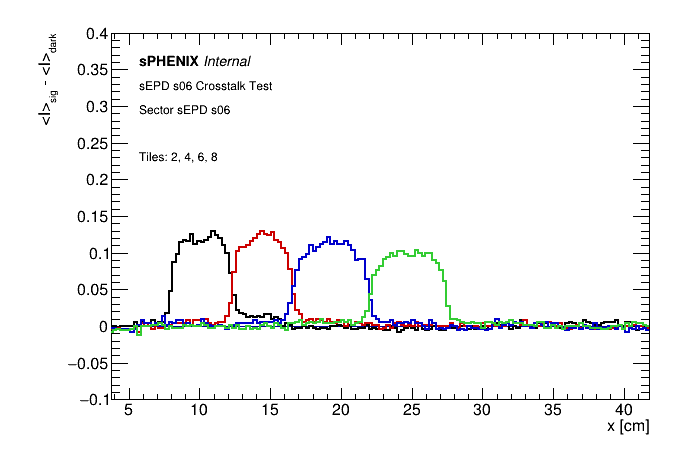 <I>sig - <I>dark
0.4
0.35
0.3
0.25
0.2
0.15
0.1
0.05
0
−0.05
−0.1
sPHENIX Internal
sEPD s06 Crosstalk Test
Sector sEPD s06
Tiles: 2, 4, 6, 8
5 10 15 20 25 30 35 40
x [cm]